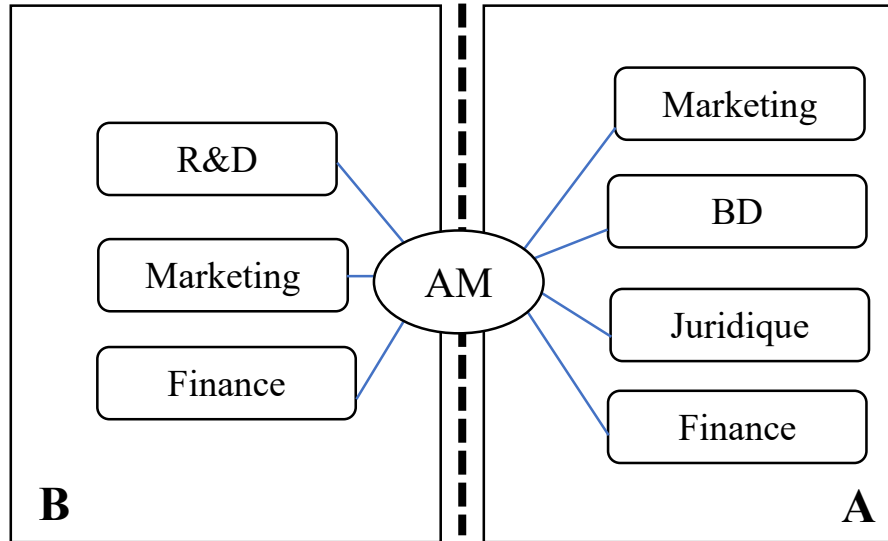 R&D
Marketing
Finance
B
AM
Marketing
BD
Juridique
Finance
A